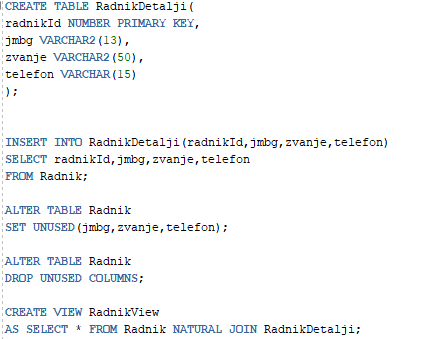 CREATE TABLE RadnikDetalji(
radnikId NUMBER PRIMARY KEY,
jmbg VARCHAR2(13),
zvanje VARCHAR2(50),
telefon VARCHAR(15)
);
INSERT INTO RadnikDetalji(radnikId,jmbg,zvanje,telefon)
SELECT radnikId,jmbg,zvanje,telefon
FROM Radnik;
ALTER TABLE Radnik
SET UNUSED(jmbg,zvanje,telefon);
ALTER TABLE Radnik
DROP UNUSED COLUMNS;
CREATE VIEW RadnikView
AS SELECT * FROM Radnik NATURAL JOIN RadnikDetalji;